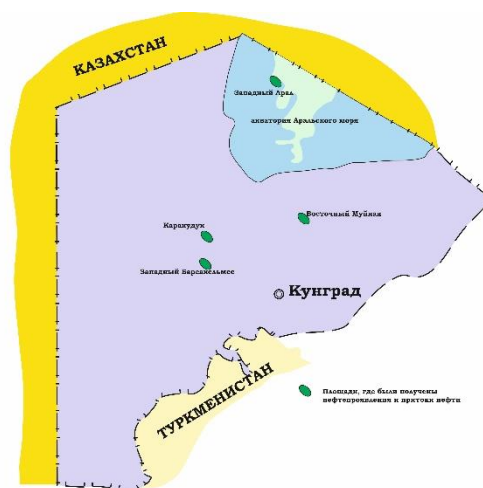 КАЗАХСТАН
Западный Арал
акватория Аральского моря
Восточный Муйнак
Каракудук
Западный Барсакельмес
Кунград
ТУРКМЕНИСТАН
Площади, где были получены
нефтепроявления и притоки нефти